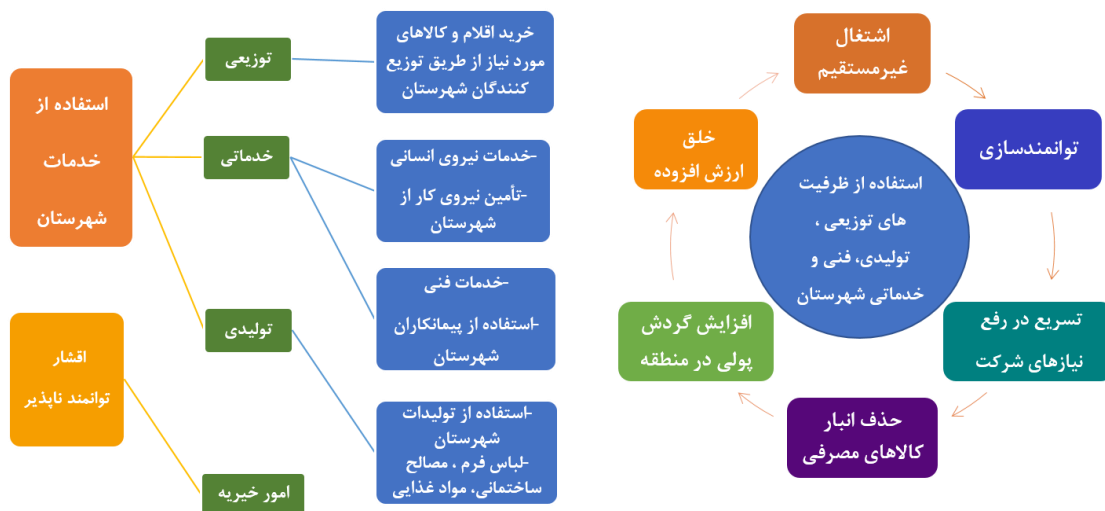 استفاده از
خدمات
شهرستان
توزیعی
خرید اقلام و کالاهای
مورد نیاز از طریق توزیع
کنندگان شهرستان
خدماتی
-خدمات نیروی انسانی
-تأمین نیروی کار از
شهرستان
-خدمات فنی
-استفاده از پیمانکاران
شهرستان
تولیدی
-استفاده از تولیدات
شهرستان
-لباس فرم ، مصالح
ساختمانی، مواد غذایی
اقشار
توانمند ناپذیر
امور خیریه
استفاده از ظرفیت
های توزیعی ،
تولیدی، فنی و
خدماتی شهرستان
اشتغال
غیرمستقیم
توانمندسازی
تسریع در رفع
نیازهای شرکت
حذف انبار
کالاهای مصرفی
افزایش گردش
پولی در منطقه
خلق
ارزش افزوده